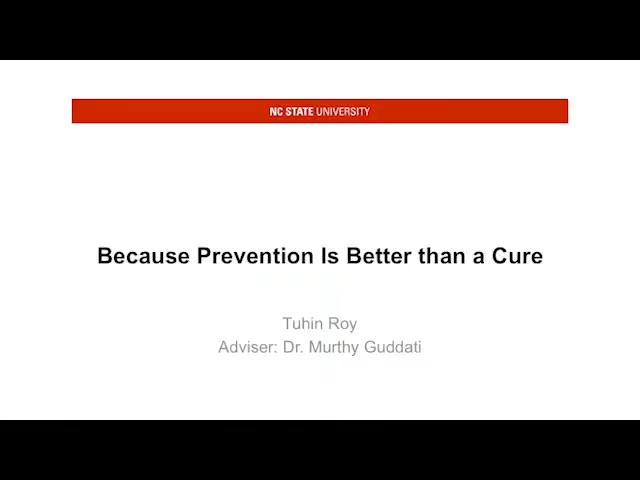 NC STATE UNIVERSITY
Because Prevention Is Better than a Cure
Tuhin Roy
Adviser: Dr. Murthy Guddati